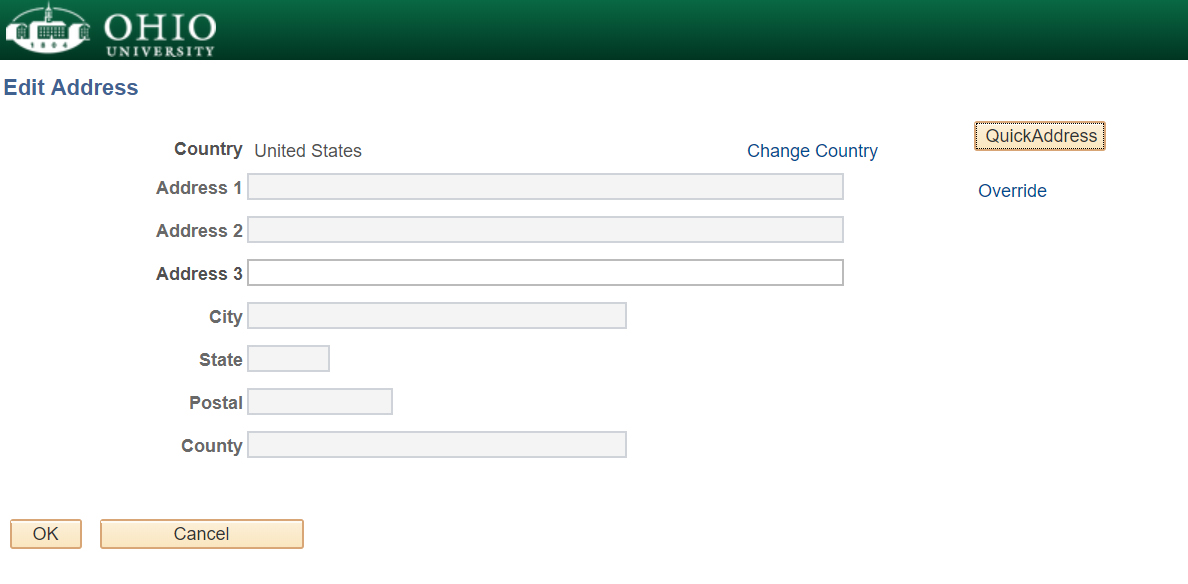 1804
OHIO
UNIVERSITY
Edit Address
QuickAddress
Country United States Change Country
Address 1
Override
Address 2
Address 3
City
State
Postal
County
OK Cancel